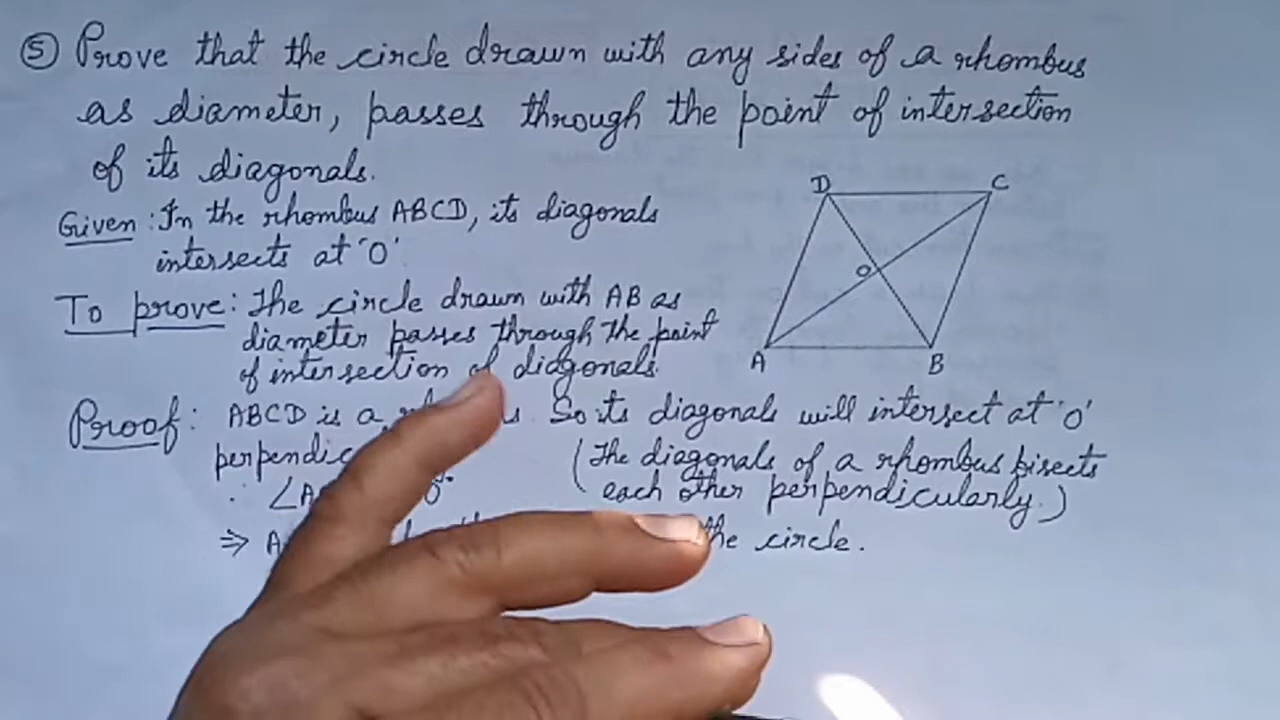 ⑤ Prove that the circle drawn with any sides of a rhombus
as diameter, passes through the point of intersection
of its diagonals.
Given: In the rhombus ABCD, its diagonals
intersects at 'O'
To prove: The circle drawn with AB as
diameter passes through the point
of intersection of diagonals.
D C
O
A B
Proof: ABCD is a So its diagonals will intersect at 'O'
(The diagonals of a rhombus bisects
each other perpendicularly.)
∴ ∠A
⇒ the circle.